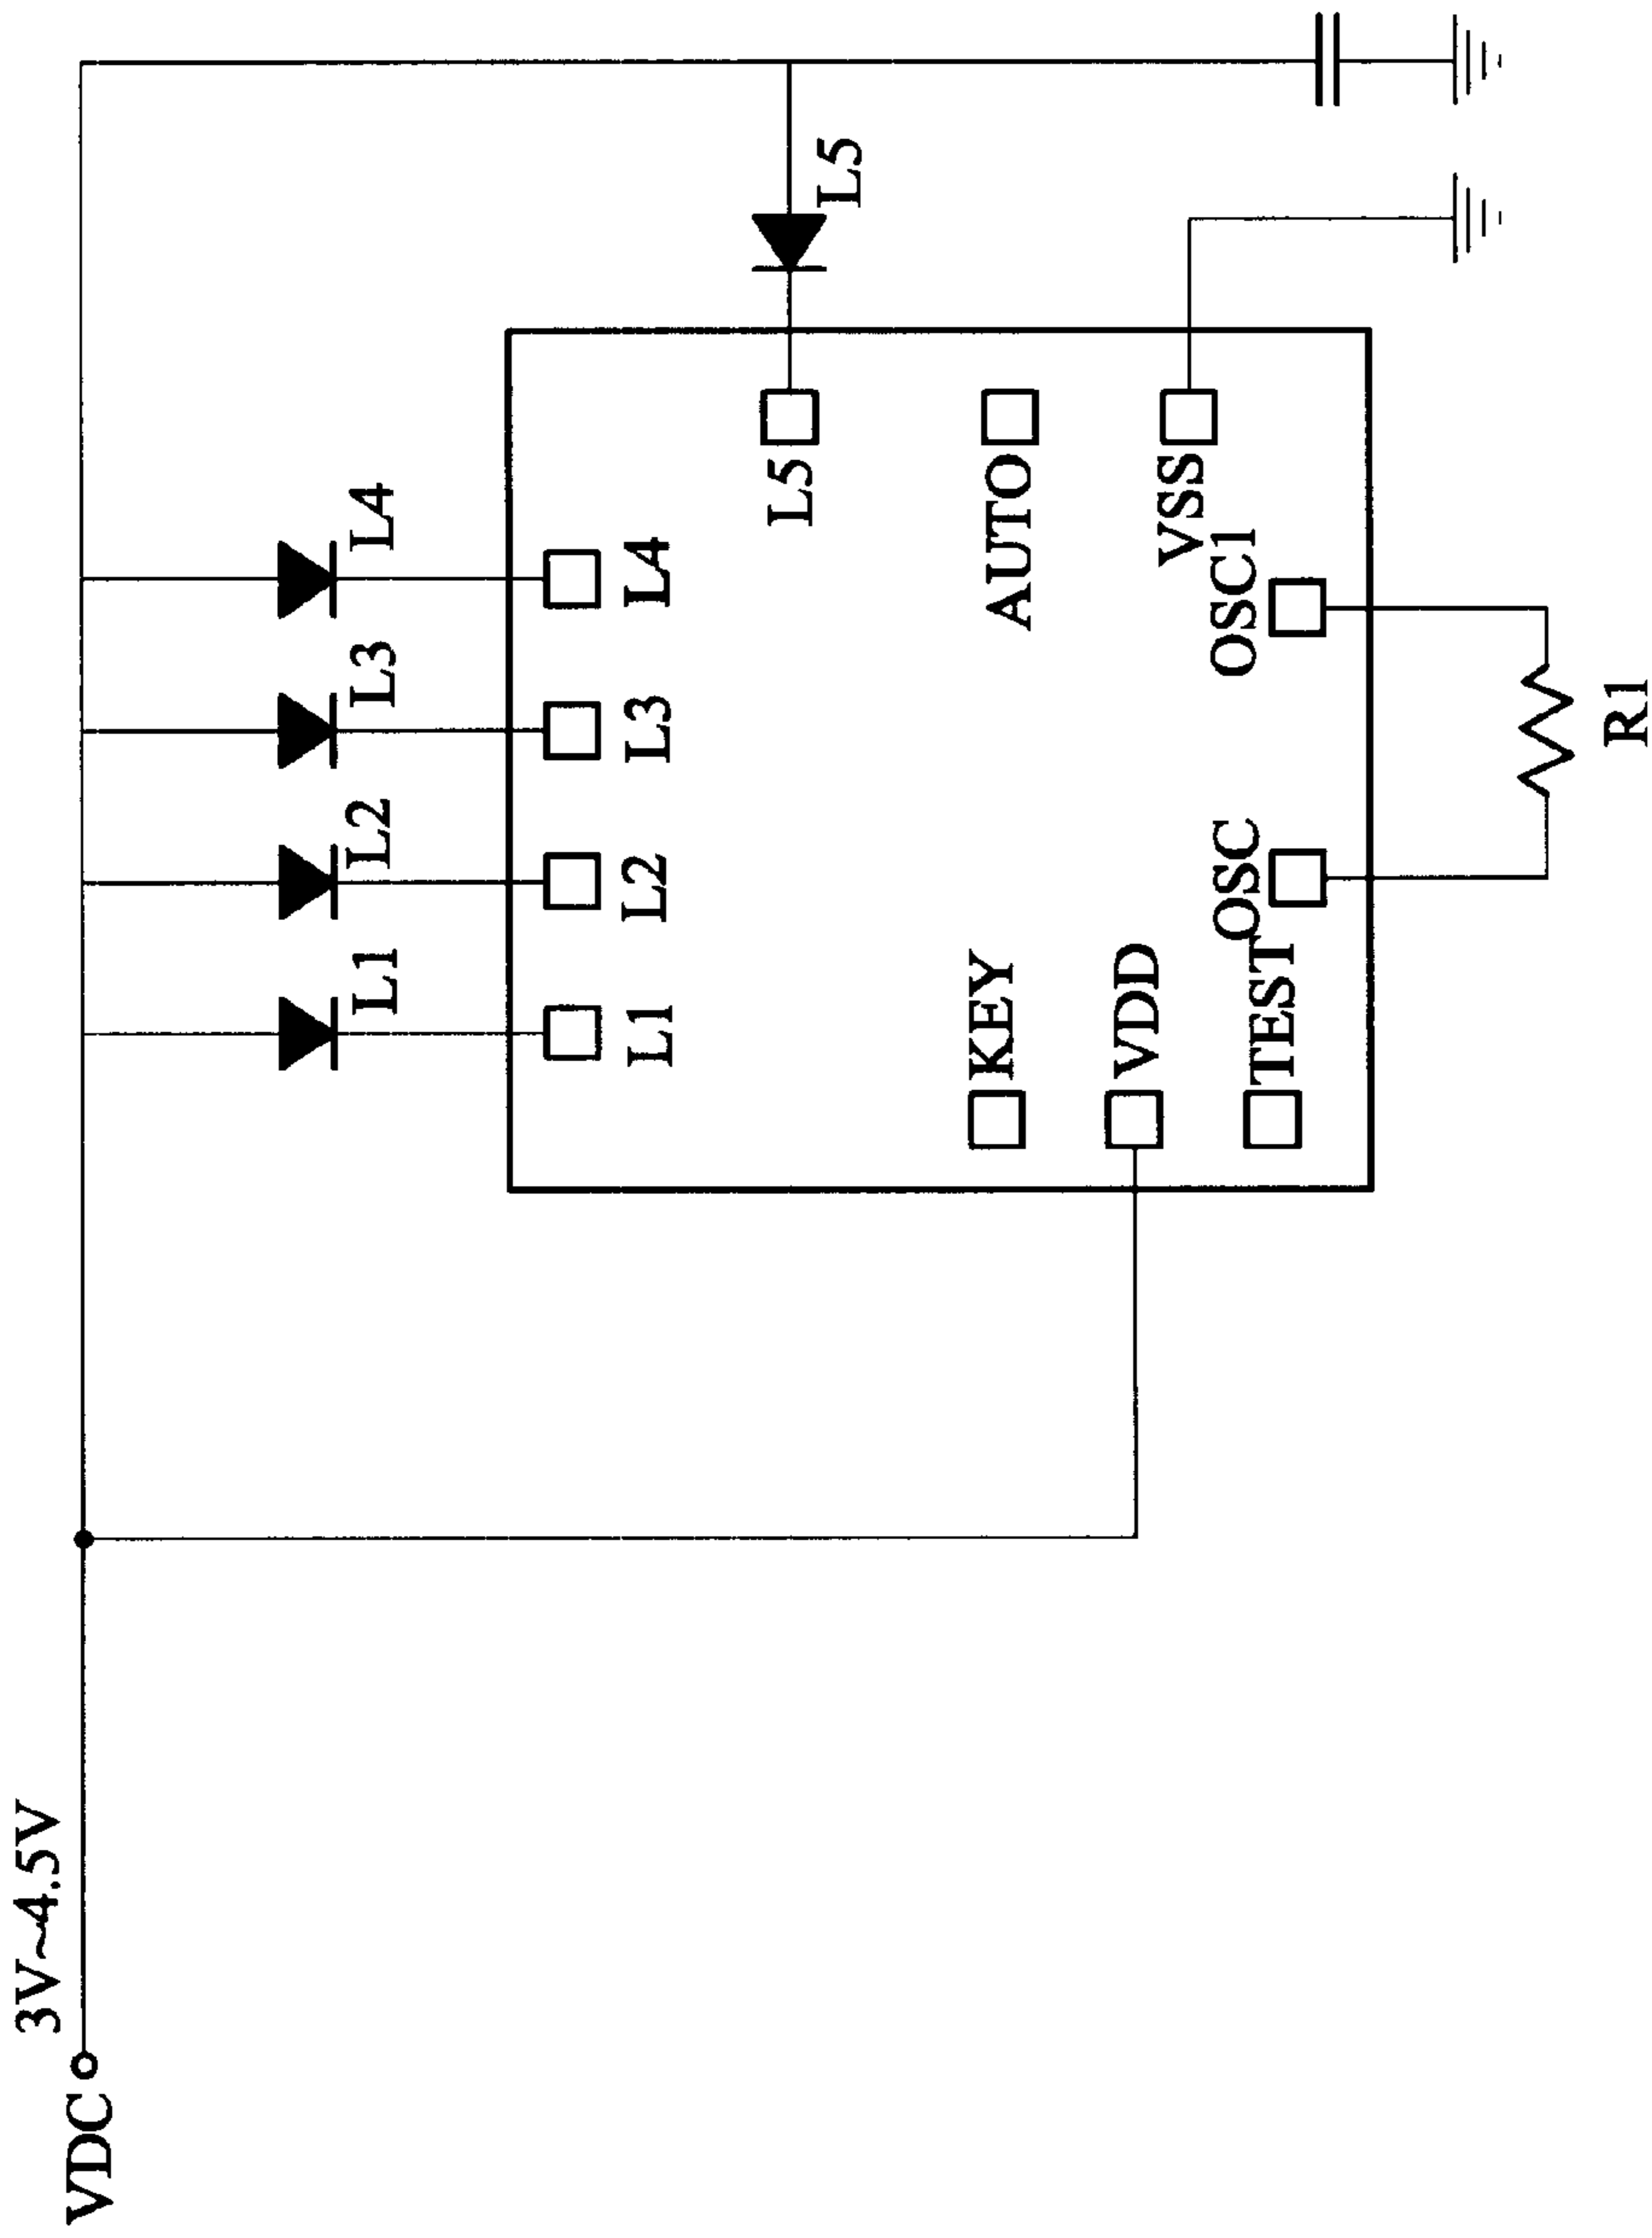 VDC
3V~4.5V
L1
L2
L3
L4
L5
L1
L2
L3
L4
L5
KEY
AUTO
VDD
VSS
TEST
OSC
OSC1
R1